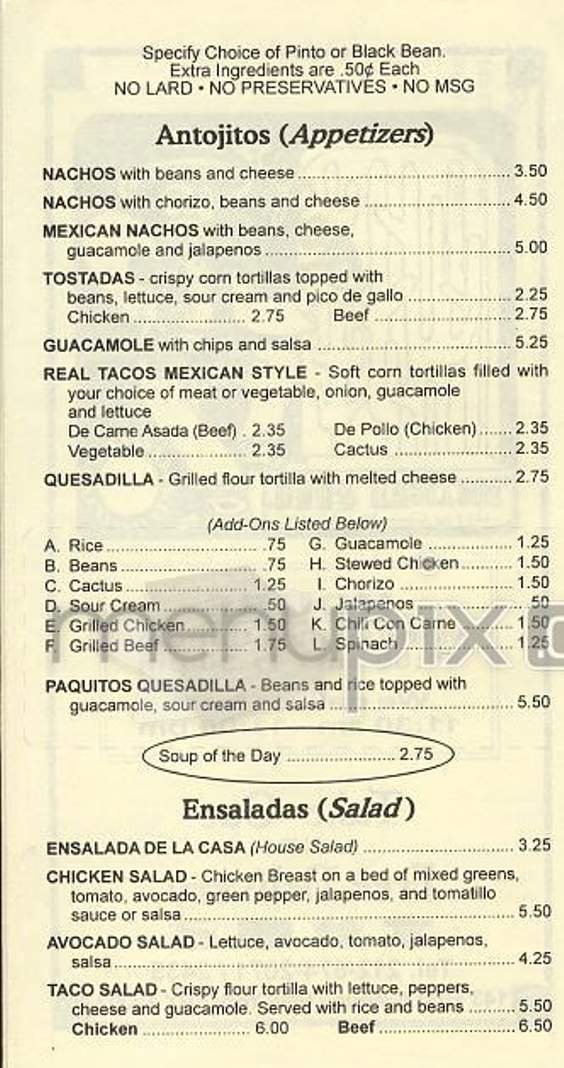 Specify Choice of Pinto or Black Bean.
Extra Ingredients are .50¢ Each
NO LARD • NO PRESERVATIVES • NO MSG
Antojitos (Appetizers)
NACHOS with beans and cheese 3.50
NACHOS with chorizo, beans and cheese 4.50
MEXICAN NACHOS with beans, cheese,
guacamole and jalapenos 5.00
TOSTADAS - crispy corn tortillas topped with
beans, lettuce, sour cream and pico de gallo 2.25
Chicken 2.75 Beef 2.75
GUACAMOLE with chips and salsa 5.25
REAL TACOS MEXICAN STYLE - Soft corn tortillas filled with
your choice of meat or vegetable, onion, guacamole
and lettuce
De Carne Asada (Beef) . 2.35 De Pollo (Chicken) 2.35
Vegetable 2.35 Cactus 2.35
QUESADILLA - Grilled flour tortilla with melted cheese 2.75
(Add-Ons Listed Below)
A. Rice .75 G. Guacamole 1.25
B. Beans .75 H. Stewed Chicken 1.50
C. Cactus 1.25 I. Chorizo 1.50
D. Sour Cream .50 J. Jalapenos .50
E. Grilled Chicken 1.50 K. Chili Con Carne 1.50
F. Grilled Beef 1.75 L. Spinach 1.25
menupix
PAQUITOS QUESADILLA - Beans and rice topped with
guacamole, sour cream and salsa 5.50
Soup of the Day 2.75
Ensaladas (Salad)
ENSALADA DE LA CASA (House Salad) 3.25
CHICKEN SALAD - Chicken Breast on a bed of mixed greens,
tomato, avocado, green pepper, jalapenos, and tomatillo
sauce or salsa 5.50
AVOCADO SALAD - Lettuce, avocado, tomato, jalapenos,
salsa 4.25
TACO SALAD - Crispy flour tortilla with lettuce, peppers,
cheese and guacamole. Served with rice and beans 5.50
Chicken 6.00 Beef 6.50